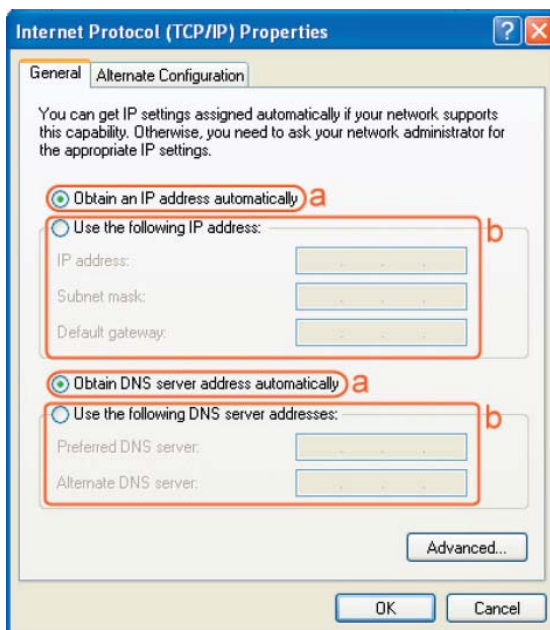 Internet Protocol (TCP/IP) Properties
General
Alternate Configuration
You can get IP settings assigned automatically if your network supports
this capability. Otherwise, you need to ask your network administrator for
the appropriate IP settings.
Obtain an IP address automatically a
Use the following IP address: b
IP address:
Subnet mask:
Default gateway:
Obtain DNS server address automatically a
Use the following DNS server addresses: b
Preferred DNS server:
Alternate DNS server:
Advanced...
OK
Cancel